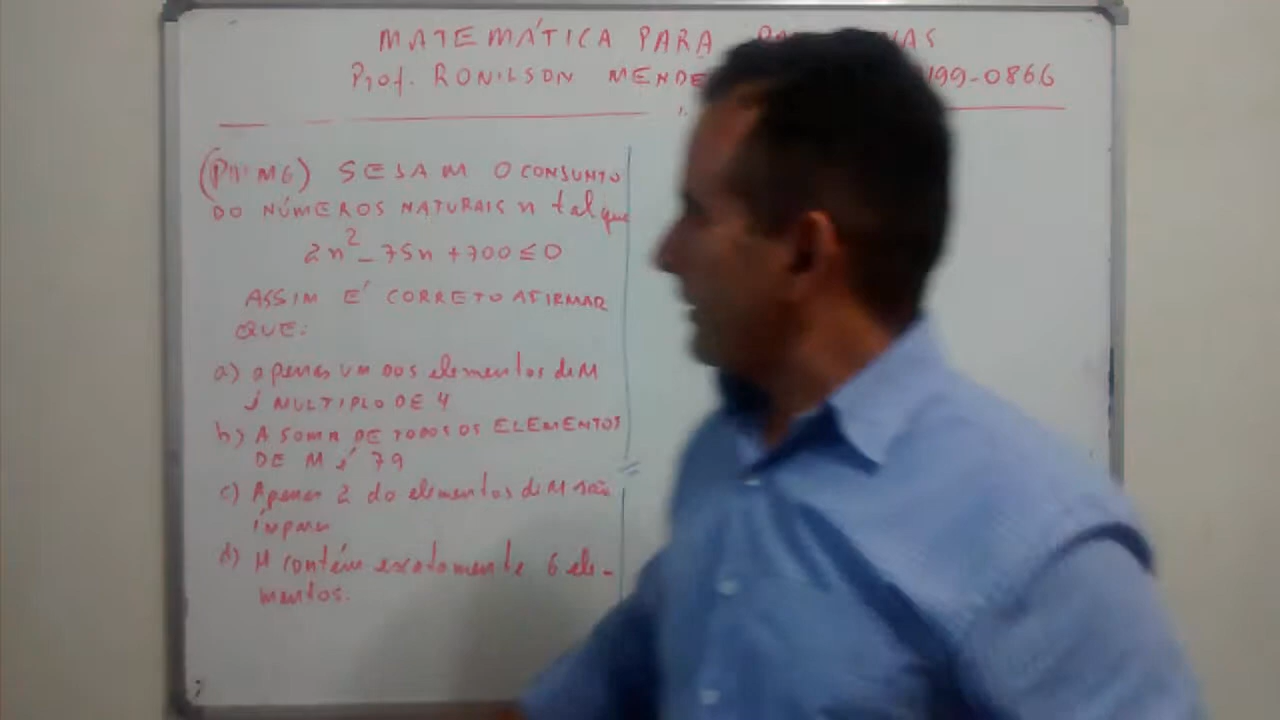 MATEMÁTICA PARA
Prof. RONILSON MENDE 199-0866
(PM MG) SEJAM O CONJUNTO
DO NÚMEROS NATURAIS n tal que
2n² - 75n + 700 ≤ 0
ASSIM É CORRETO AFIRMAR
QUE:
a) apenas um dos elementos de M
é MULTIPLO DE 4
b) A SOMA DE TODOS OS ELEMENTOS
DE M é 79
c) Apenas 2 do elementos de M são
ímpares
d) M contém exatamente 6 ele-
mentos.